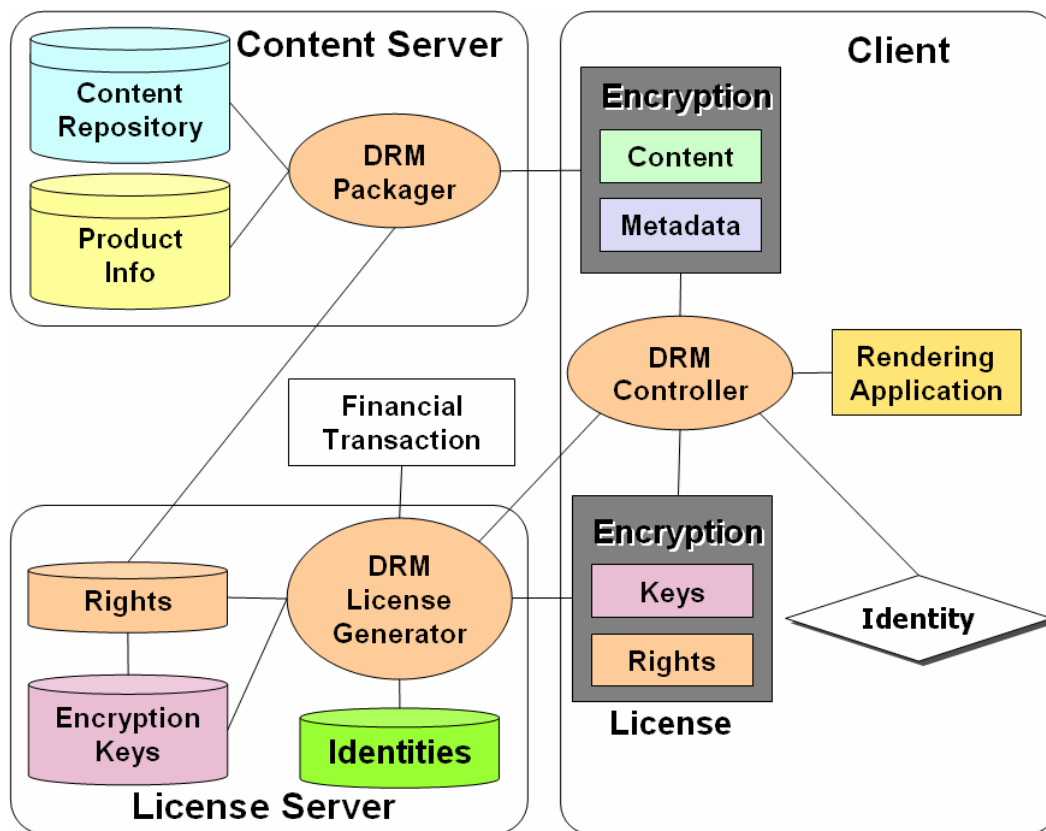 Content Server
Content
Repository
Product
Info
DRM
Packager
Client
Encryption
Content
Metadata
DRM
Controller
Rendering
Application
Financial
Transaction
DRM
License
Generator
Rights
Encryption
Keys
Identities
License Server
Encryption
Keys
Rights
License
Identity